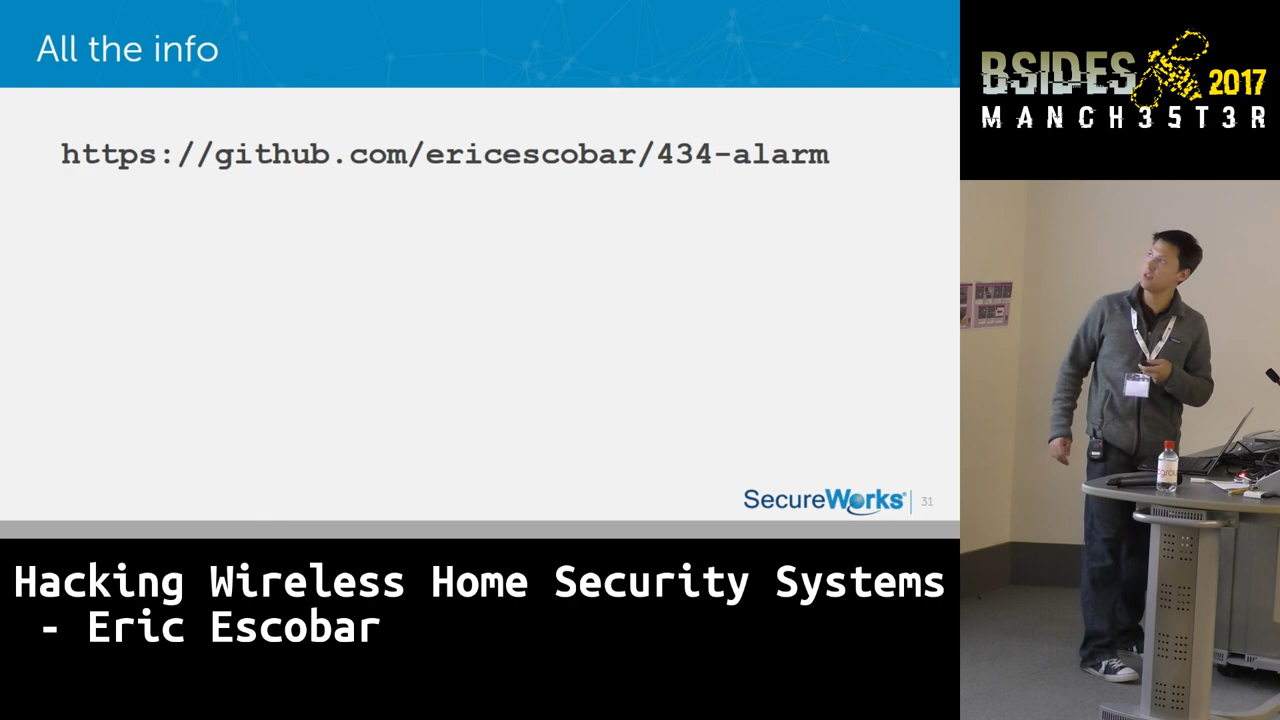 All the info
https://github.com/ericescobar/434-alarm
SecureWorks
31
BSIDES 2017
MANCH35T3R
Hacking Wireless Home Security Systems
- Eric Escobar